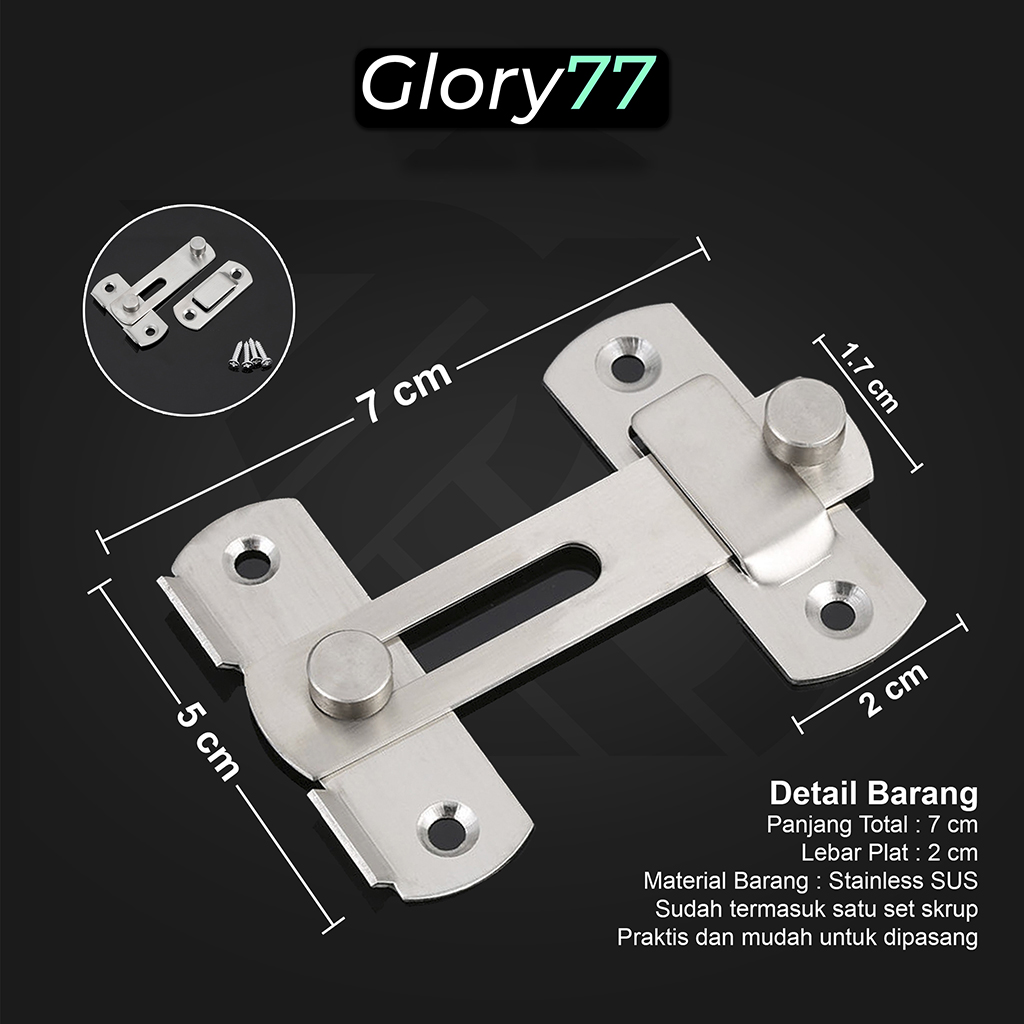 Glory77
7 cm
1.7 cm
5 cm
2 cm
Detail Barang
Panjang Total : 7 cm
Lebar Plat : 2 cm
Material Barang : Stainless SUS
Sudah termasuk satu set skrup
Praktis dan mudah untuk dipasang